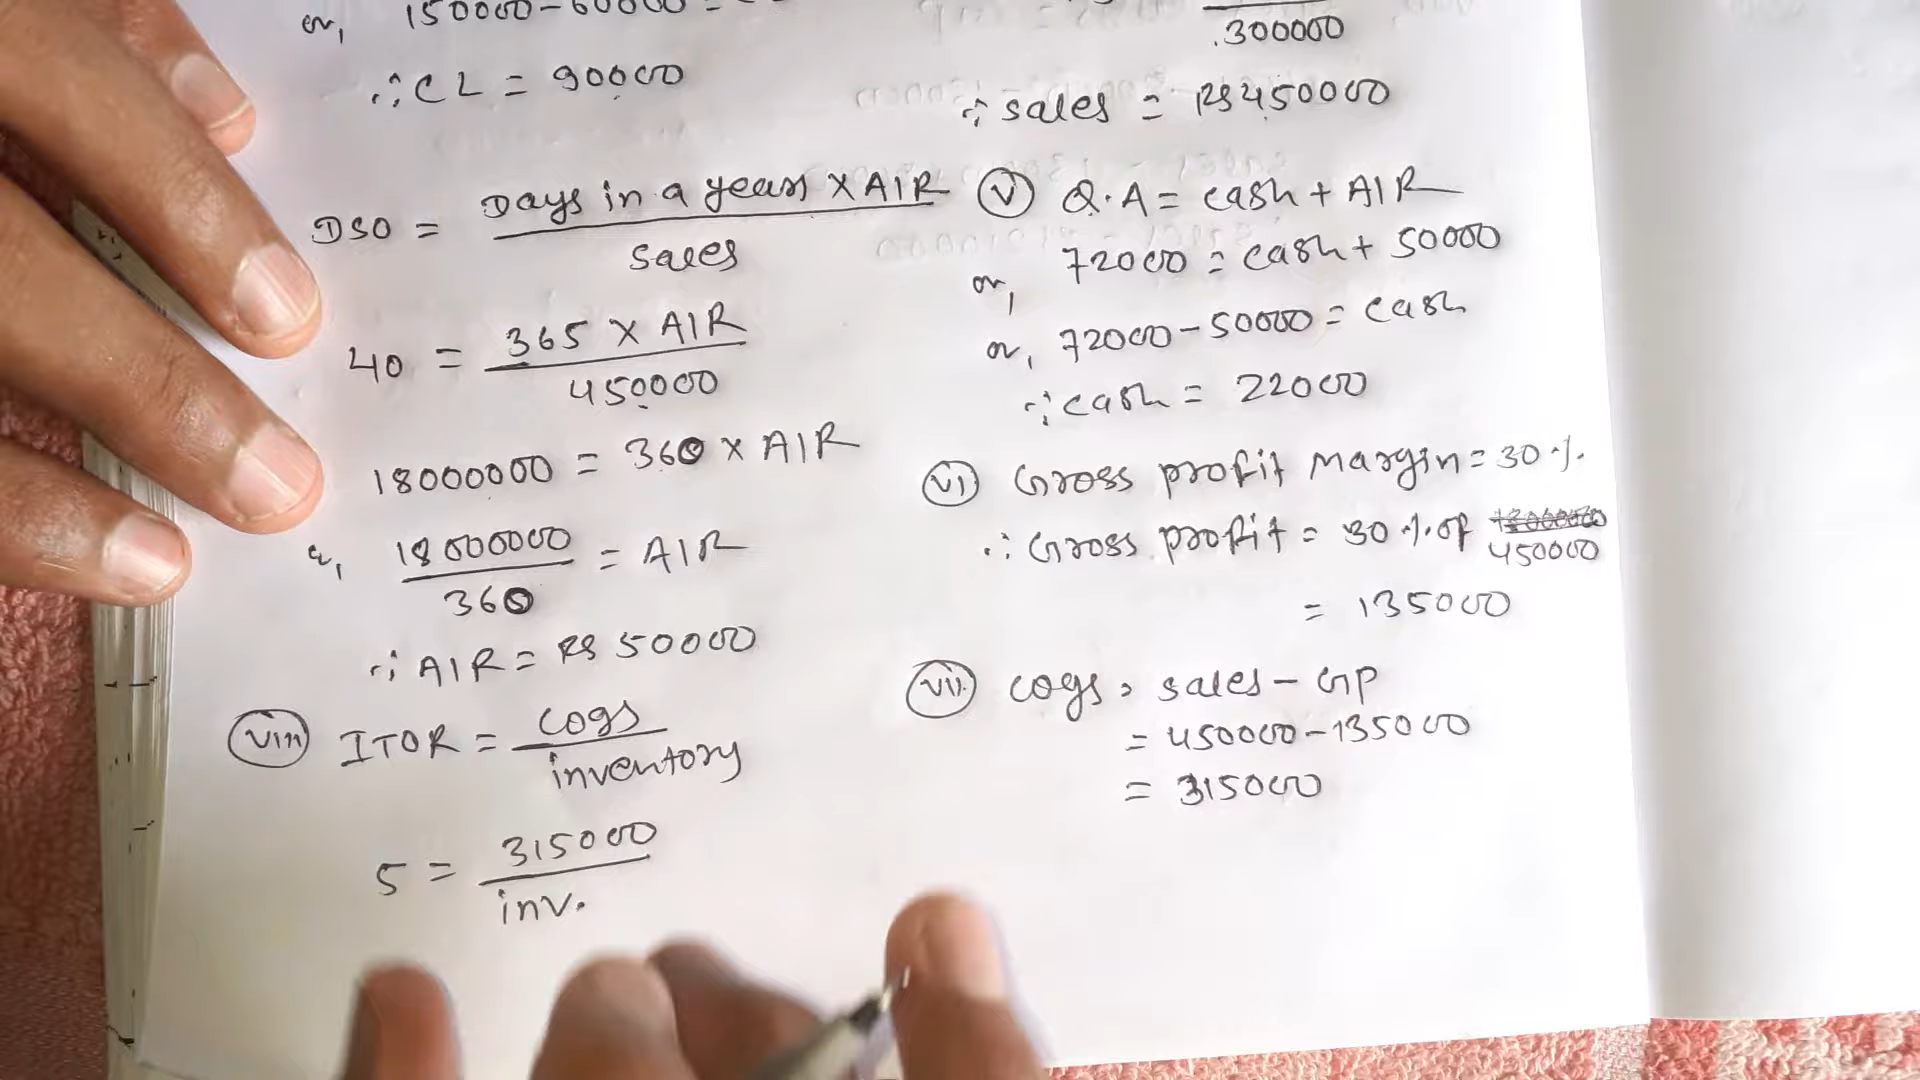 or, 150000-60000 =
∴ CL = 90000
DSO = Days in a year × A/R
sales
40 = 365 × A/R
450000
18000000 = 360 × A/R
18000000 = A/R
360
∴ A/R = RS 50000
(viii) ITOR = cogs
inventory
5 = 315000
inv.
300000
∴ sales = RS 450000
(V) Q.A = cash + A/R
or, 72000 = cash + 50000
or, 72000 - 50000 = cash
∴ cash = 22000
(VI) Gross profit Margin = 30 %
∴ Gross profit = 30 % of
450000
= 135000
(vii) cogs = sales - GP
= 450000 - 135000
= 315000